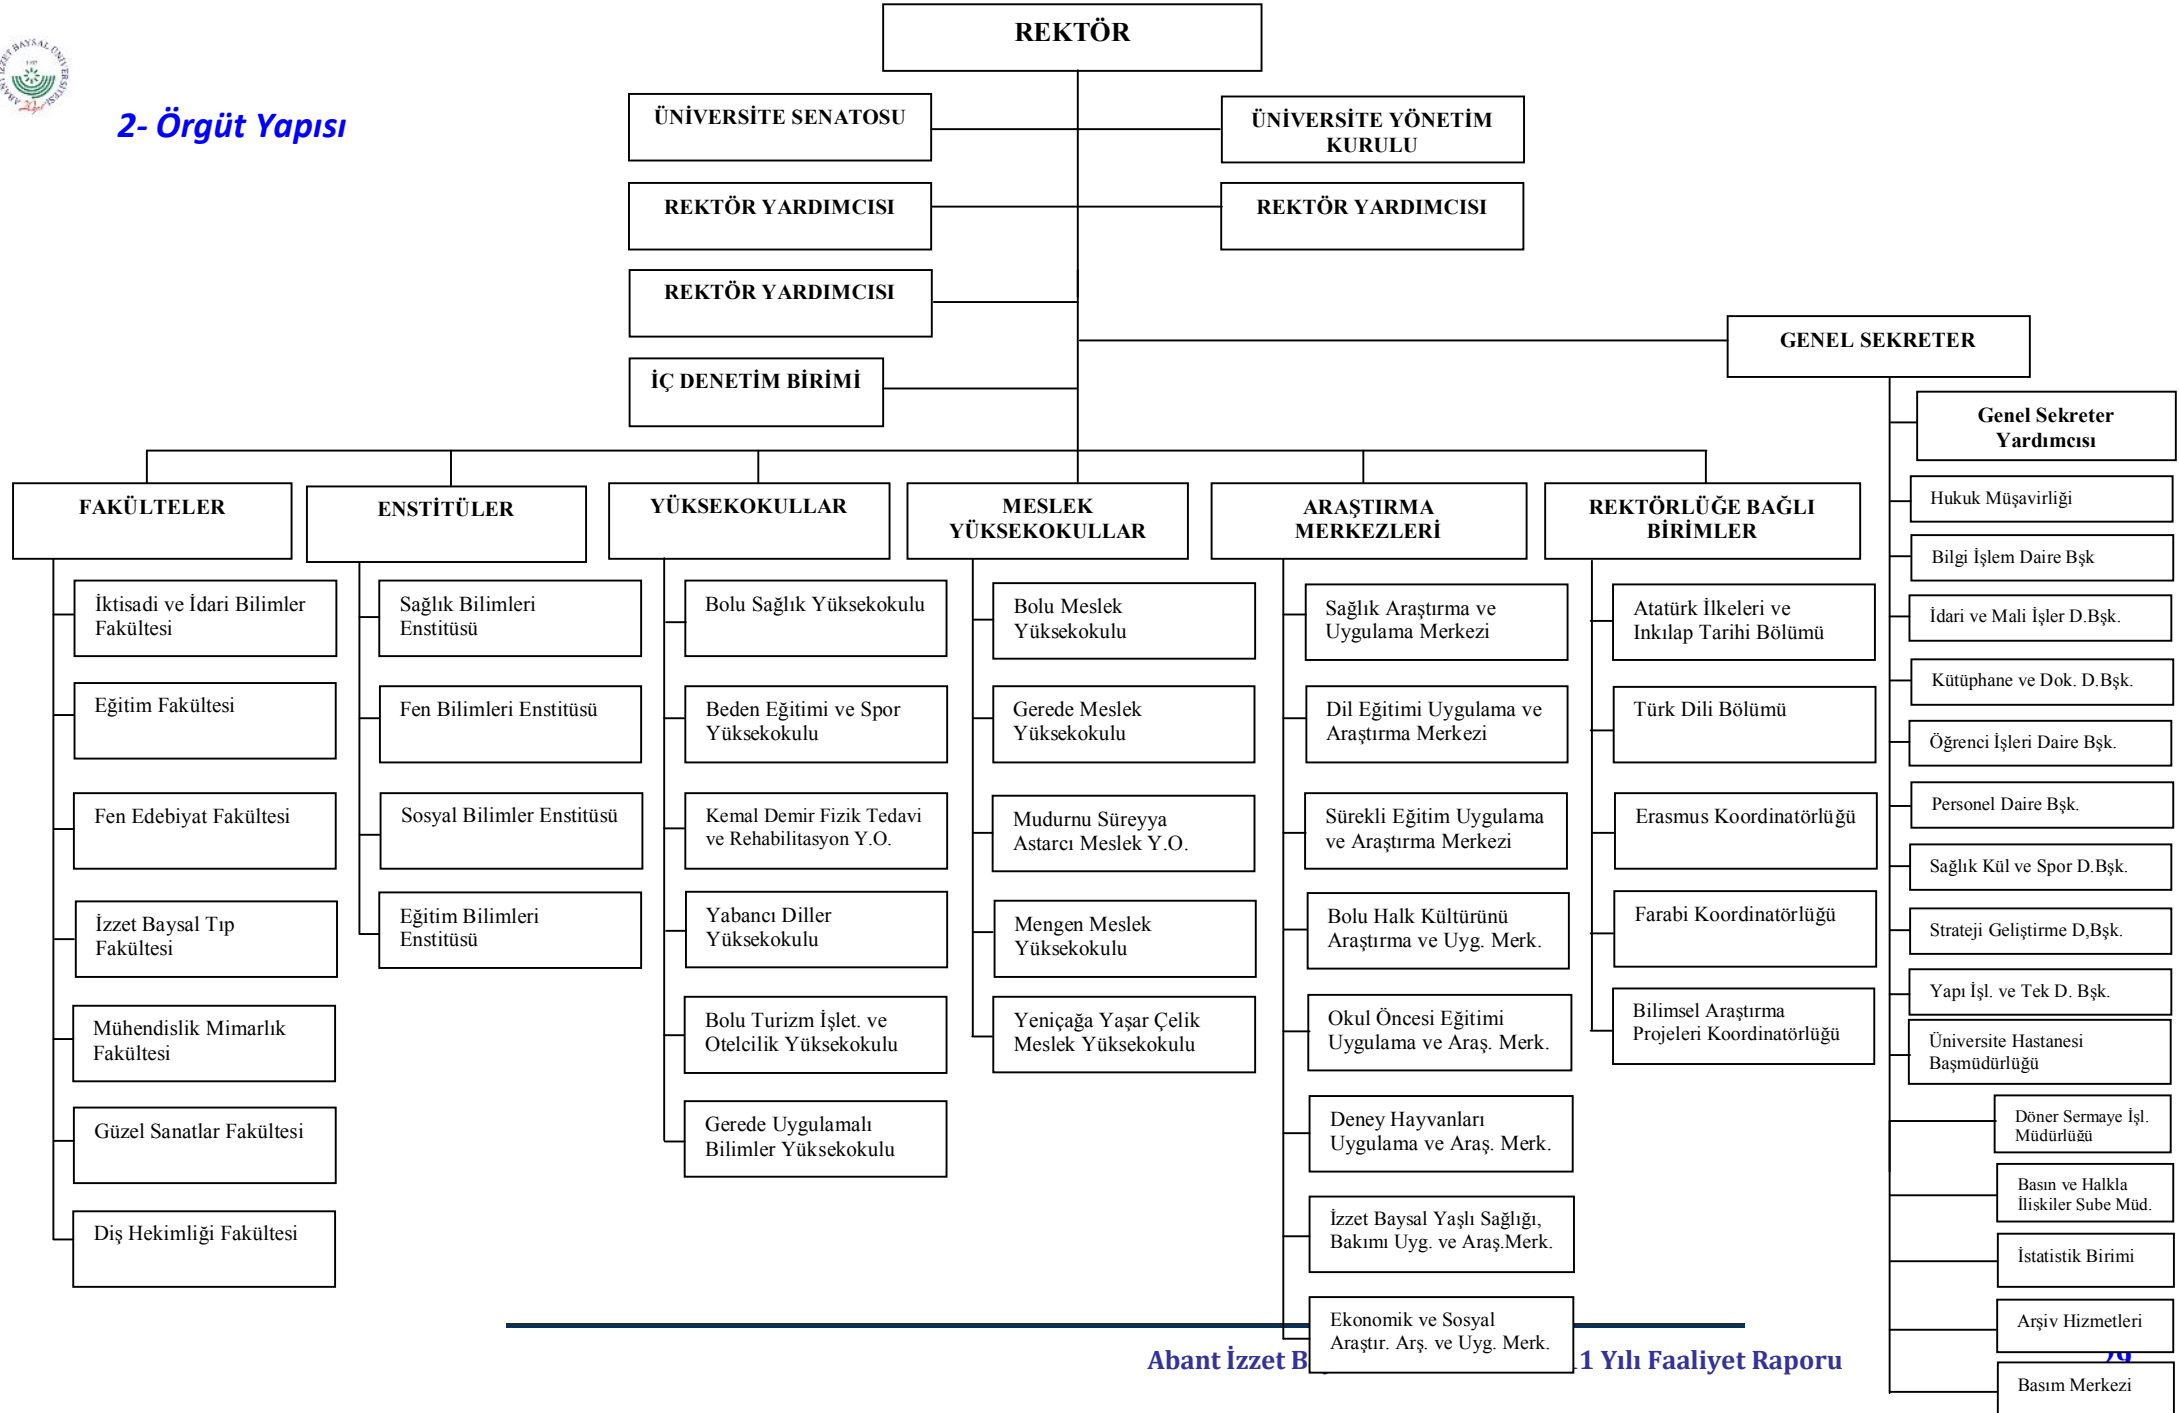 REKTÖR
2- Örgüt Yapısı
ÜNİVERSİTE SENATOSU
ÜNİVERSİTE YÖNETİM
KURULU
REKTÖR YARDIMCISI
REKTÖR YARDIMCISI
REKTÖR YARDIMCISI
GENEL SEKRETER
İÇ DENETİM BİRİMİ
FAKÜLTELER
İktisadi ve İdari Bilimler
Fakültesi
Eğitim Fakültesi
Fen Edebiyat Fakültesi
İzzet Baysal Tıp
Fakültesi
Mühendislik Mimarlık
Fakültesi
Güzel Sanatlar Fakültesi
Diş Hekimliği Fakültesi
ENSTİTÜLER
Sağlık Bilimleri
Enstitüsü
Fen Bilimleri Enstitüsü
Sosyal Bilimler Enstitüsü
Eğitim Bilimleri
Enstitüsü
YÜKSEKOKULLAR
Bolu Sağlık Yüksekokulu
Beden Eğitimi ve Spor
Yüksekokulu
Kemal Demir Fizik Tedavi
ve Rehabilitasyon Y.O.
Yabancı Diller
Yüksekokulu
Bolu Turizm İşlet. ve
Otelcilik Yüksekokulu
Gerede Uygulamalı
Bilimler Yüksekokulu
MESLEK
YÜKSEKOKULLAR
Bolu Meslek
Yüksekokulu
Gerede Meslek
Yüksekokulu
Mudurnu Süreyya
Astarcı Meslek Y.O.
Mengen Meslek
Yüksekokulu
Yeniçağa Yaşar Çelik
Meslek Yüksekokulu
ARAŞTIRMA
MERKEZLERİ
Sağlık Araştırma ve
Uygulama Merkezi
Dil Eğitimi Uygulama ve
Araştırma Merkezi
Sürekli Eğitim Uygulama
ve Araştırma Merkezi
Bolu Halk Kültürünü
Araştırma ve Uyg. Merk.
Okul Öncesi Eğitimi
Uygulama ve Araş. Merk.
Deney Hayvanları
Uygulama ve Araş. Merk.
İzzet Baysal Yaşlı Sağlığı,
Bakımı Uyg. ve Araş.Merk.
Ekonomik ve Sosyal
Araştır. Arş. ve Uyg. Merk.
REKTÖRLÜĞE BAĞLI
BİRİMLER
Atatürk İlkeleri ve
Inkılap Tarihi Bölümü
Türk Dili Bölümü
Erasmus Koordinatörlüğü
Farabi Koordinatörlüğü
Bilimsel Araştırma
Projeleri Koordinatörlüğü
Genel Sekreter
Yardımcısı
Hukuk Müşavirliği
Bilgi İşlem Daire Bşk
İdari ve Mali İşler D.Bşk.
Kütüphane ve Dok. D.Bşk.
Öğrenci İşleri Daire Bşk.
Personel Daire Bşk.
Sağlık Kül ve Spor D.Bşk.
Strateji Geliştirme D,Bşk.
Yapı İşl. ve Tek D. Bşk.
Üniversite Hastanesi
Başmüdürlüğü
Döner Sermaye İşl.
Müdürlüğü
Basın ve Halkla
İliskiler Sube Müd.
İstatistik Birimi
Arşiv Hizmetleri
Basım Merkezi
Abant İzzet B 1 Yılı Faaliyet Raporu